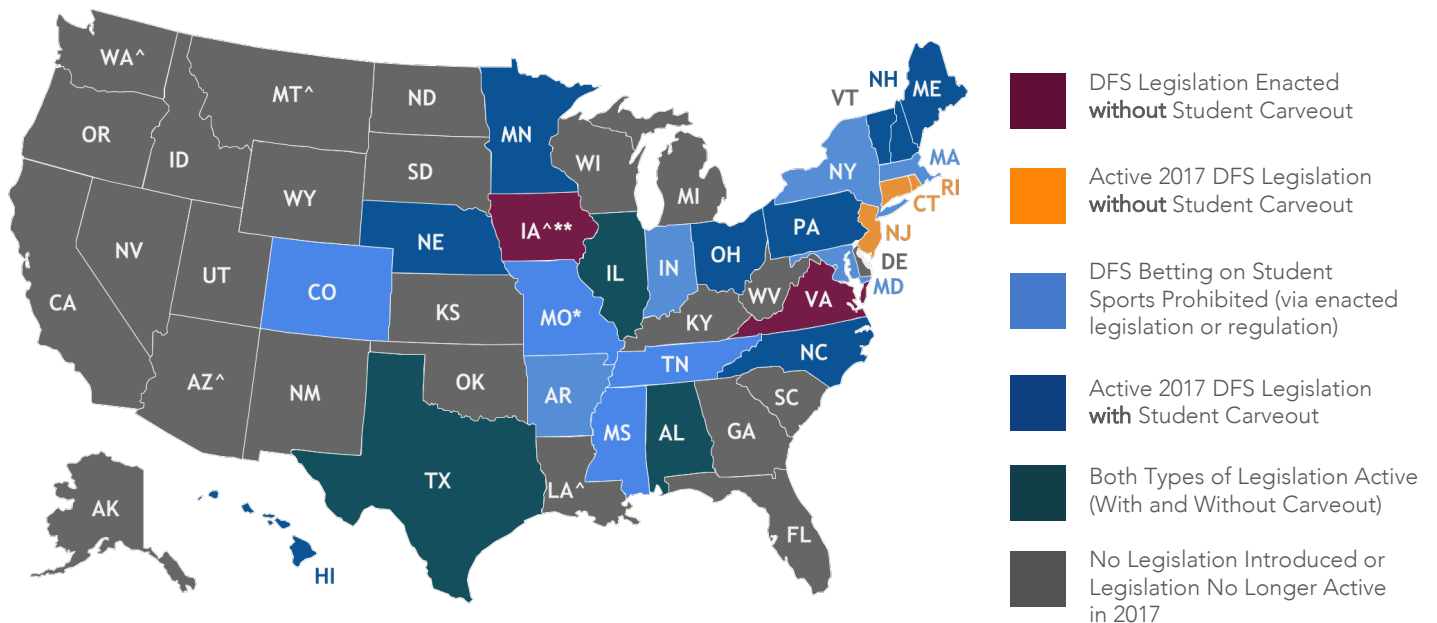 WA^
MT^
ND
MN
OR
ID
WY
SD
WI
MI
VT
NH
ME
NY
MA
RI
CT
NJ
DE
MD
NV
UT
CO
NE
IA^**
IL
IN
OH
PA
WV
VA
CA
KS
MO*
KY
NC
AZ^
NM
OK
AR
TN
SC
MS
AL
GA
TX
LA^
FL
AK
HI
DFS Legislation Enacted
without Student Carveout
Active 2017 DFS Legislation
without Student Carveout
DFS Betting on Student
Sports Prohibited (via enacted
legislation or regulation)
Active 2017 DFS Legislation
with Student Carveout
Both Types of Legislation Active
(With and Without Carveout)
No Legislation Introduced or
Legislation No Longer Active
in 2017